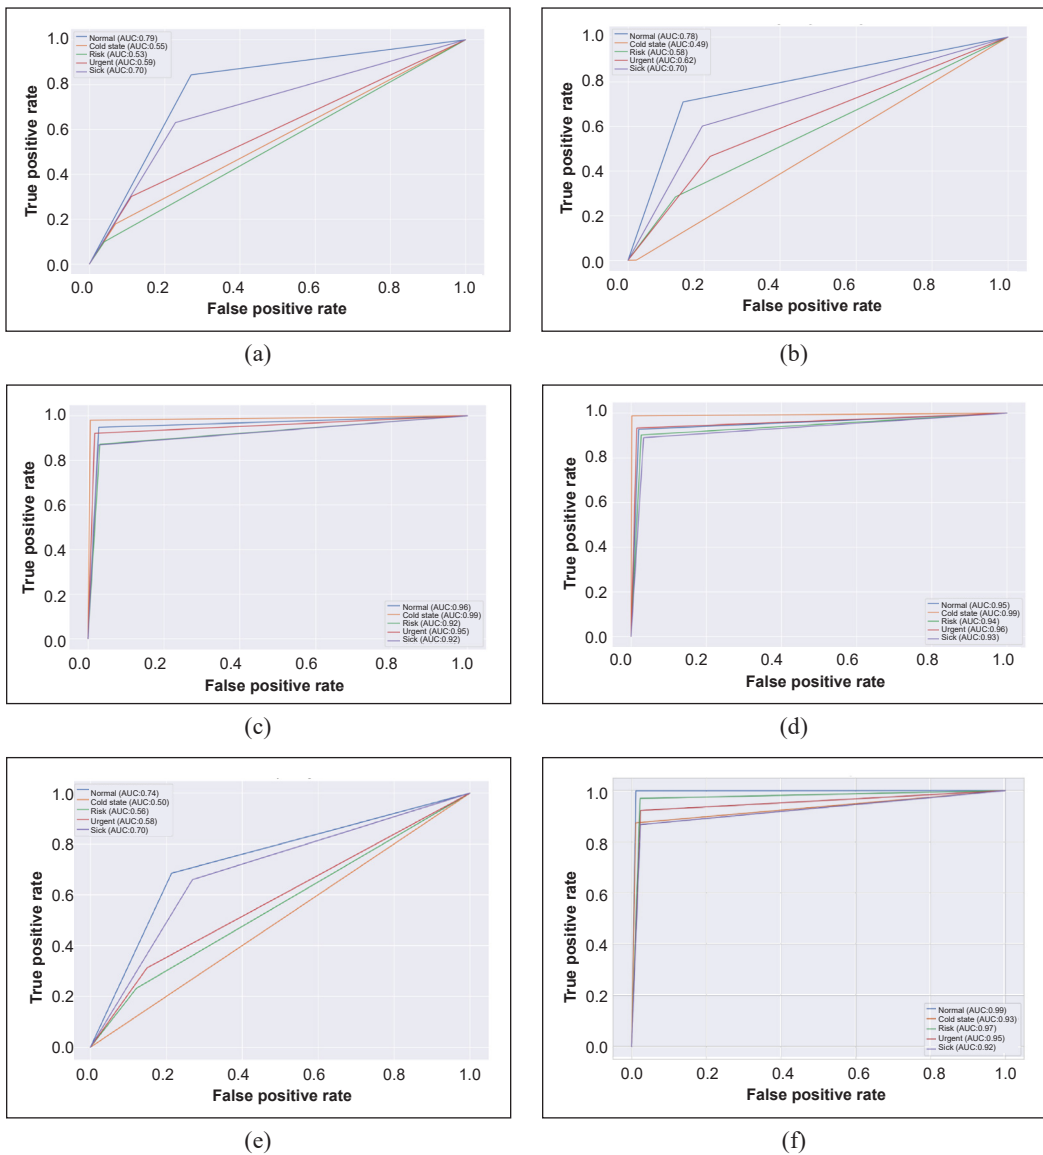 Normal (AUC:0.79)
Cold state (AUC:0.55)
Risk (AUC:0.53)
Urgent (AUC:0.59)
Sick (AUC:0.70)
1.0
0.8
0.6
0.4
0.2
0.0
True positive rate
0.0 0.2 0.4 0.6 0.8 1.0
False positive rate
(a)
Normal (AUC:0.78)
Cold state (AUC:0.49)
Risk (AUC:0.58)
Urgent (AUC:0.62)
Sick (AUC:0.70)
1.0
0.8
0.6
0.4
0.2
0.0
True positive rate
0.0 0.2 0.4 0.6 0.8 1.0
False positive rate
(b)
1.0
0.8
0.6
0.4
0.2
0.0
True positive rate
Normal (AUC:0.96)
Cold state (AUC:0.99)
Risk (AUC:0.92)
Urgent (AUC:0.95)
Sick (AUC:0.92)
0.0 0.2 0.4 0.6 0.8 1.0
False positive rate
(c)
1.0
0.8
0.6
0.4
0.2
0.0
True positive rate
Normal (AUC:0.95)
Cold state (AUC:0.99)
Risk (AUC:0.94)
Urgent (AUC:0.96)
Sick (AUC:0.93)
0.0 0.2 0.4 0.6 0.8 1.0
False positive rate
(d)
Normal (AUC:0.74)
Cold state (AUC:0.50)
Risk (AUC:0.56)
Urgent (AUC:0.58)
Sick (AUC:0.70)
1.0
0.8
0.6
0.4
0.2
0.0
True positive rate
0.0 0.2 0.4 0.6 0.8 1.0
False positive rate
(e)
1.0
0.8
0.6
0.4
0.2
0.0
True positive rate
Normal (AUC:0.99)
Cold state (AUC:0.93)
Risk (AUC:0.97)
Urgent (AUC:0.95)
Sick (AUC:0.92)
0.0 0.2 0.4 0.6 0.8 1.0
False positive rate
(f)